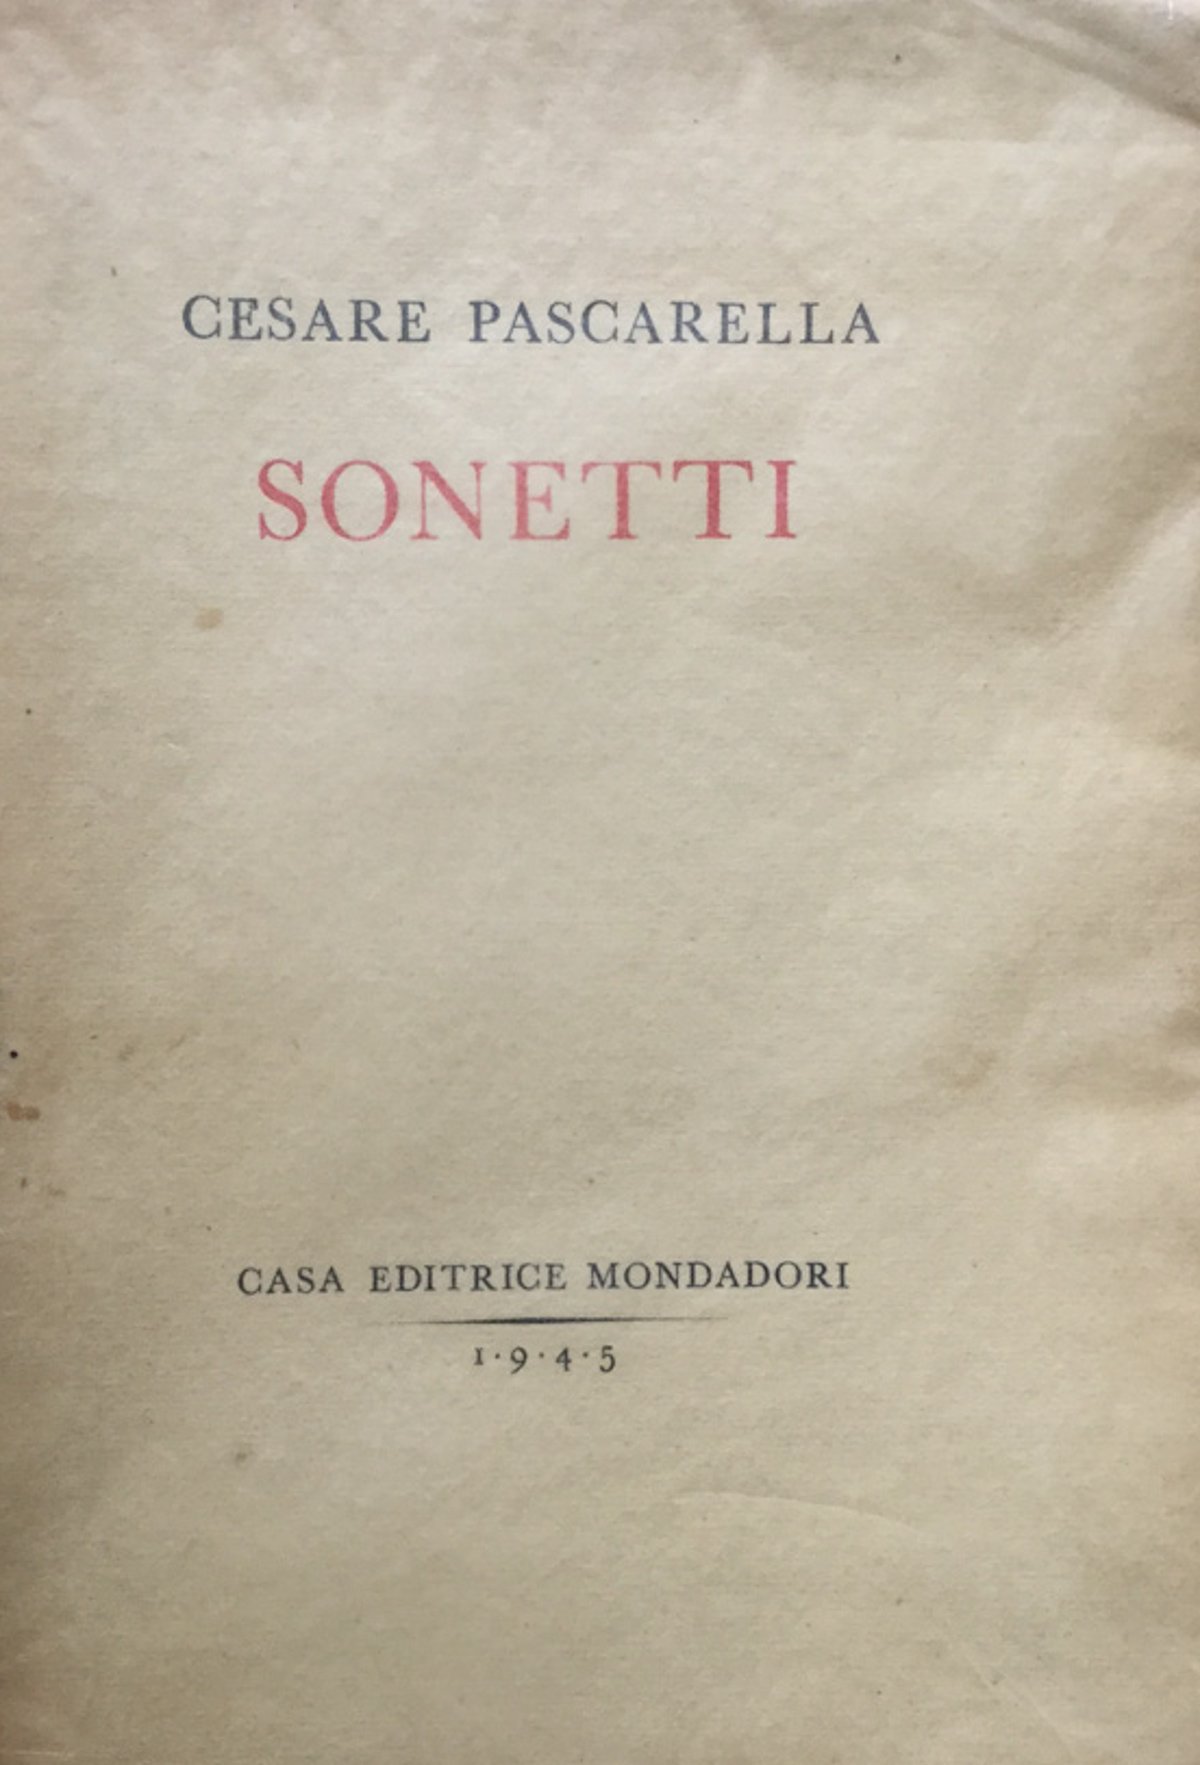 CESARE PASCARELLA
SONETTI
CASA EDITRICE MONDADORI
1·9·4·5